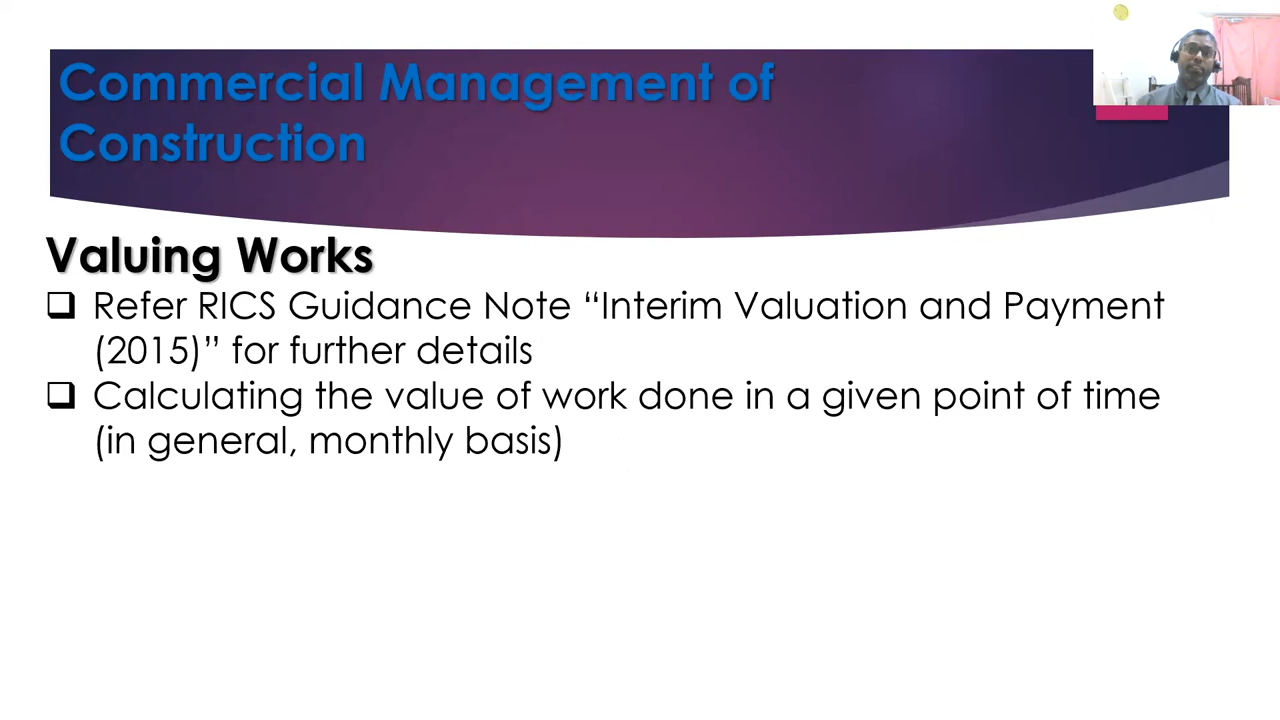 Commercial Management of
Construction
Valuing Works
Refer RICS Guidance Note “Interim Valuation and Payment
(2015)” for further details
Calculating the value of work done in a given point of time
(in general, monthly basis)